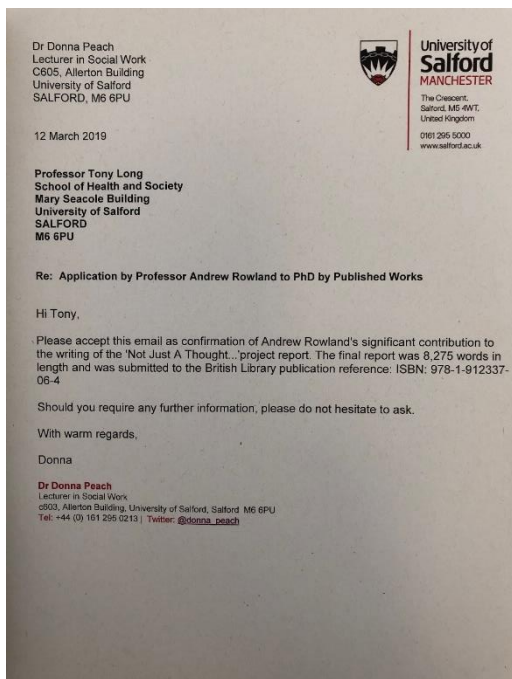 Dr Donna Peach
Lecturer in Social Work
C605, Allerton Building
University of Salford
SALFORD, M6 6PU
University of
Salford
MANCHESTER
The Crescent,
Salford, M5 4WT,
United Kingdom
0161 295 5000
www.salford.ac.uk
12 March 2019
Professor Tony Long
School of Health and Society
Mary Seacole Building
University of Salford
SALFORD
M6 6PU
Re: Application by Professor Andrew Rowland to PhD by Published Works
Hi Tony,
Please accept this email as confirmation of Andrew Rowland's significant contribution to
the writing of the 'Not Just A Thought...'project report. The final report was 8,275 words in
length and was submitted to the British Library publication reference: ISBN: 978-1-912337-
06-4
Should you require any further information, please do not hesitate to ask.
With warm regards,
Donna
Dr Donna Peach
Lecturer in Social Work
c603, Allerton Building, University of Salford, Salford M6 6PU
Tel: +44 (0) 161 295 0213 | Twitter: @donna_peach